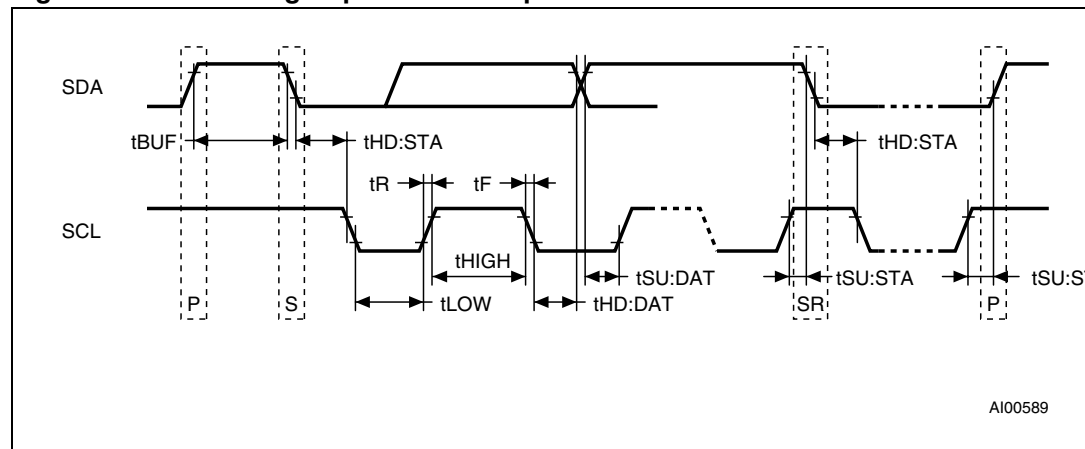 SDA
tBUF
tHD:STA
tHD:STA
tR
tF
SCL
tHIGH
tSU:DAT
tSU:STA
tSU:S
P
S
tLOW
tHD:DAT
SR
P
AI00589